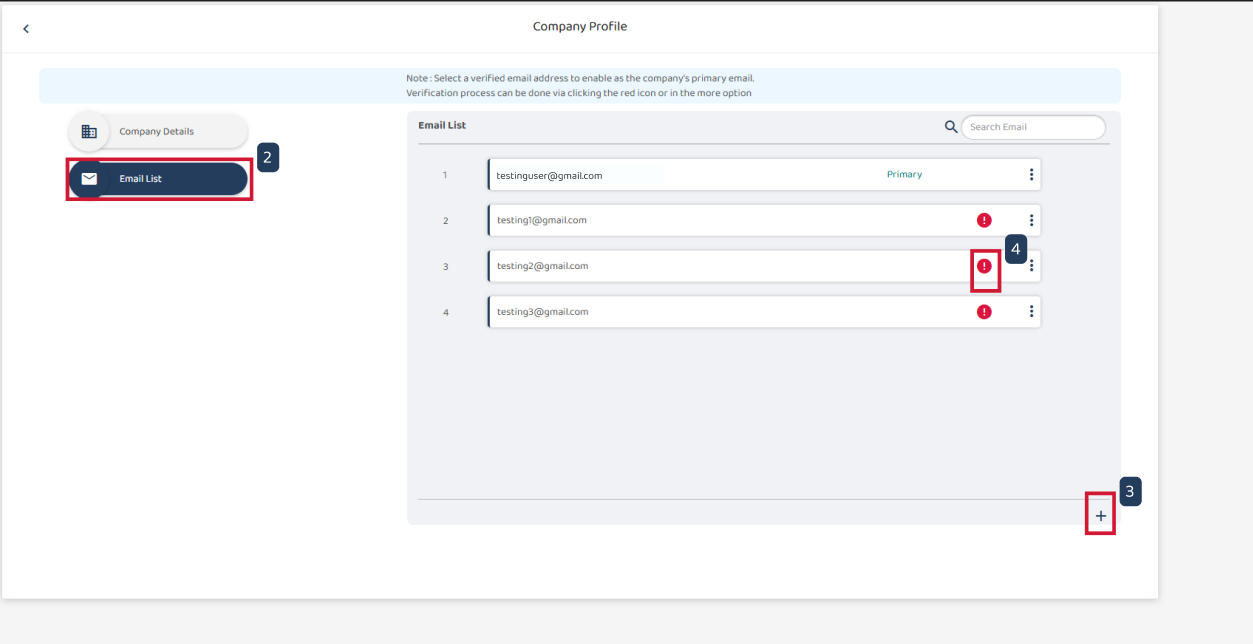 Company Profile
Note : Select a verified email address to enable as the company's primary email.
Verification process can be done via clicking the red icon or in the more option
Company Details
Email List
2
Email List
Search Email
1
testinguser@gmail.com
Primary
2
testing1@gmail.com
3
testing2@gmail.com
4
4
testing3@gmail.com
3